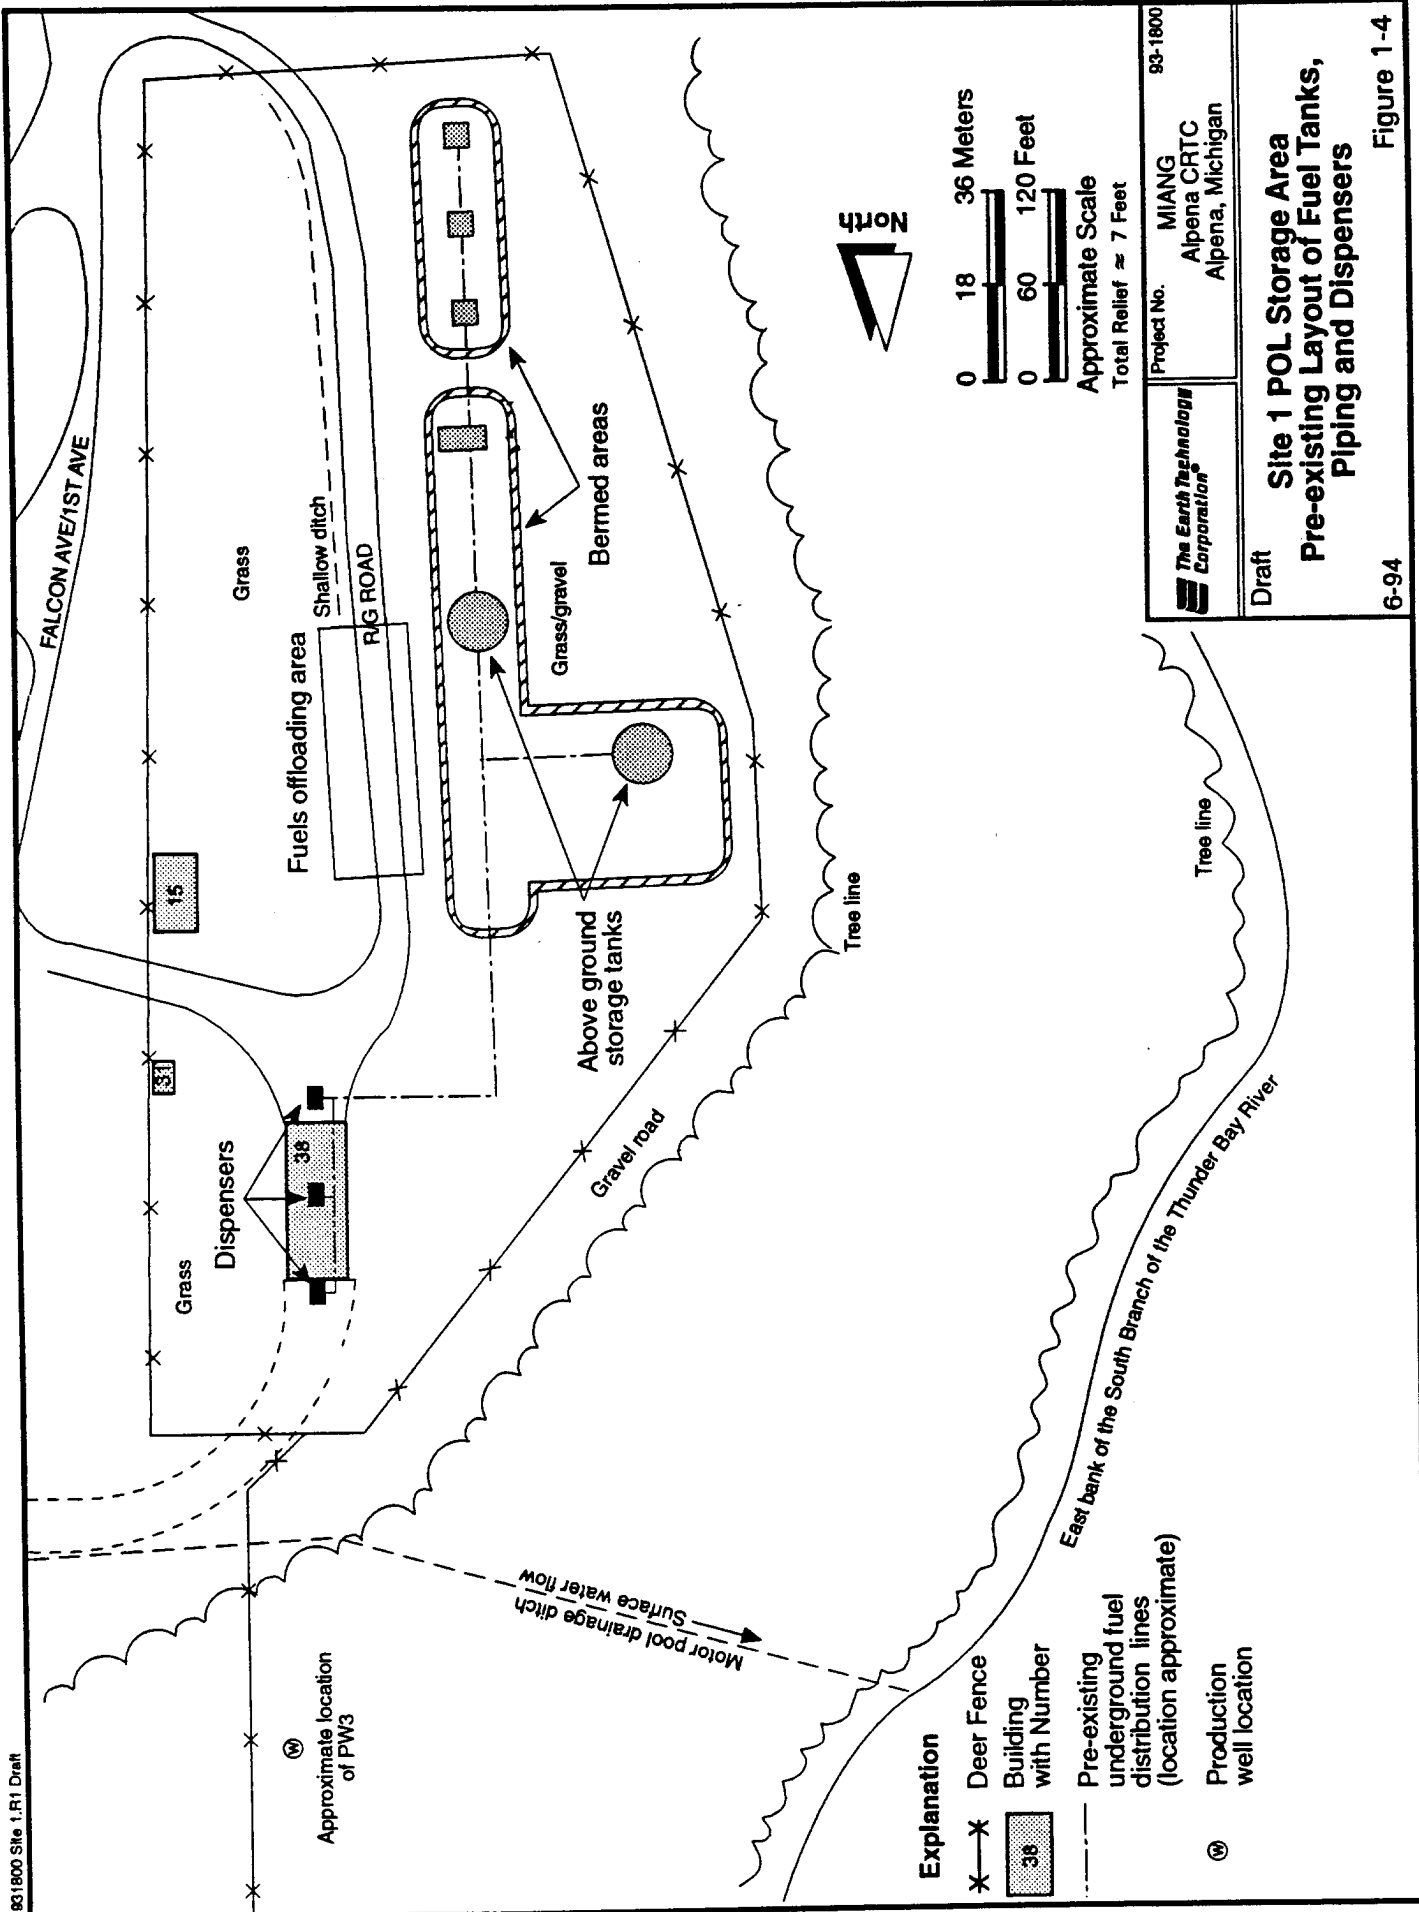 931800 Site 1.R1 Draft
FALCON AVE/1ST AVE
Grass
Shallow ditch
R/G ROAD
Fuels offloading area
15
31
Grass
Dispensers
38
Grass/gravel
Bermed areas
Above ground
storage tanks
Gravel road
Tree line
Tree line
Approximate location
of PW3
W
Motor pool drainage ditch
Surface water flow
East bank of the South Branch of the Thunder Bay River
North
0 18 36 Meters
0 60 120 Feet
Approximate Scale
Total Relief ≈ 7 Feet
Explanation
Deer Fence
38
Building
with Number
Pre-existing
underground fuel
distribution lines
(location approximate)
W
Production
well location
The Earth Technology
Corporation®
Project No.
93-1800
MIANG
Alpena CRTC
Alpena, Michigan
Draft
Site 1 POL Storage Area
Pre-existing Layout of Fuel Tanks,
Piping and Dispensers
6-94
Figure 1-4